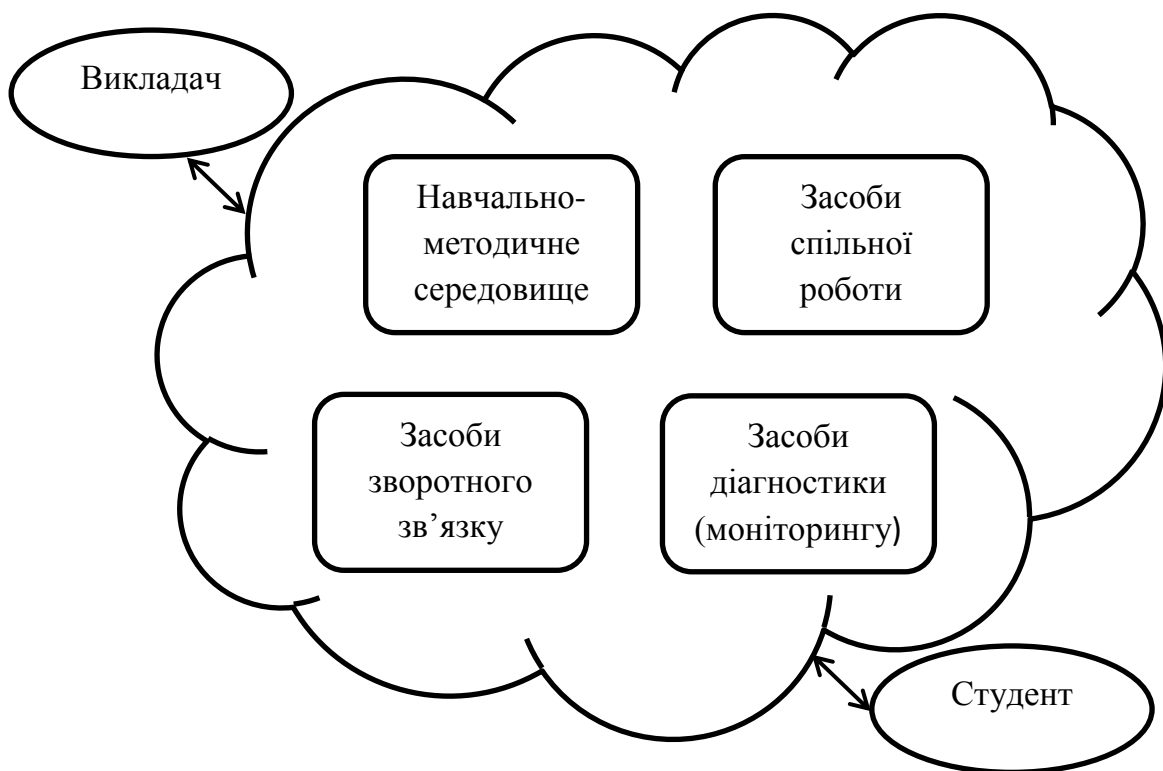 Викладач
Навчально-
методичне
середовище
Засоби
спільної
роботи
Засоби
зворотного
зв’язку
Засоби
діагностики
(моніторингу)
Студент